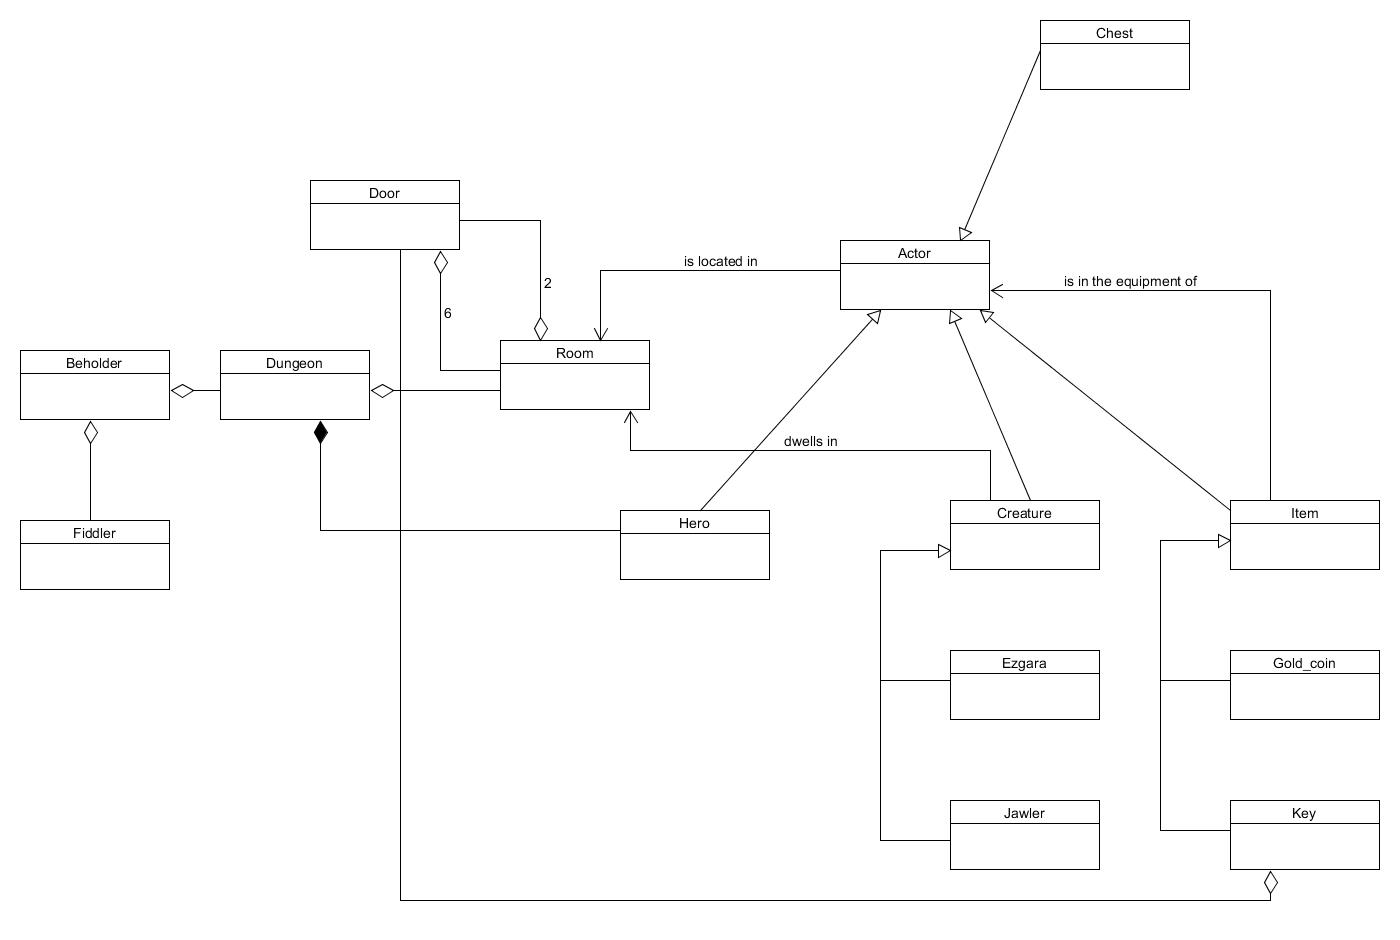 Chest
Door
Actor
is located in
is in the equipment of
2
6
Room
Beholder
Dungeon
dwells in
Hero
Creature
Item
Fiddler
Ezgara
Gold_coin
Jawler
Key